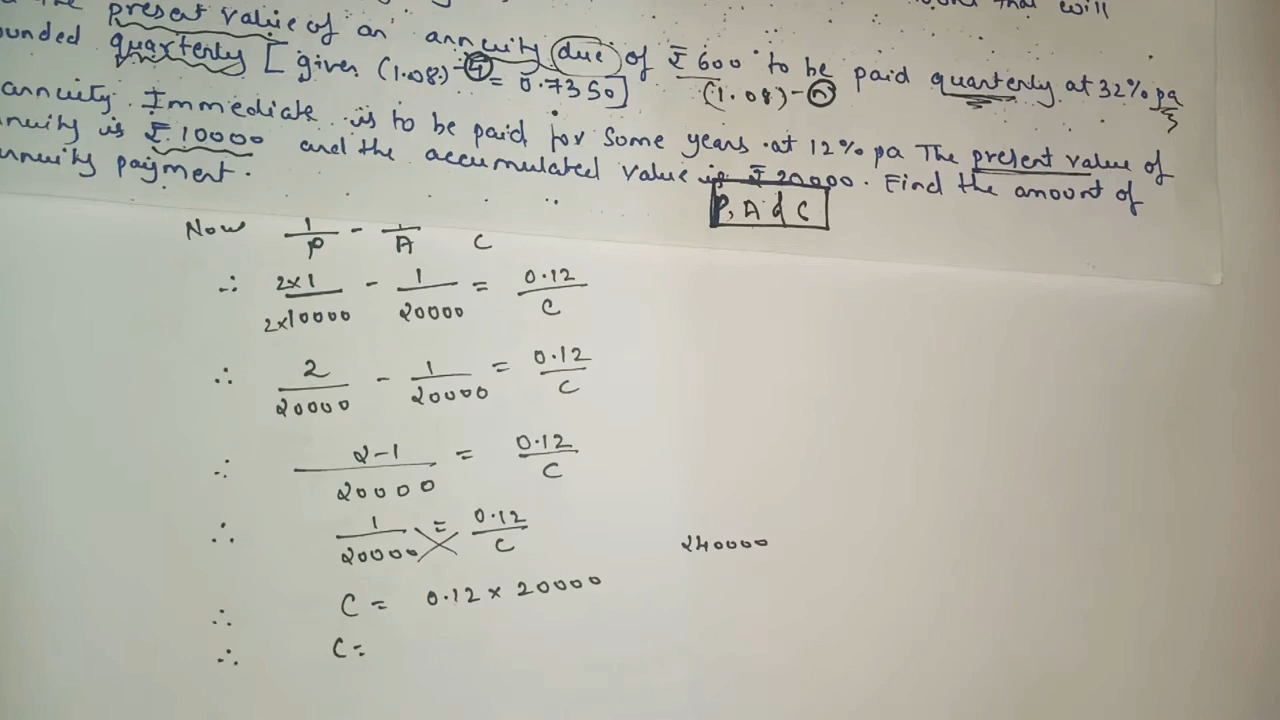 present value of an annuity due of ₹ 600 to be paid quarterly at 32% pa
ounded quarterly [given (1.08)⁻④ = 0.7350] (1.08)-ⓝ
annuity Immediate is to be paid for some years at 12% pa The present value of
nuity is ₹ 10000 and the accumulated value is ₹ 20000. Find the amount of
nnuity payment.
P, A & C
Now 1/P - 1/A C
∴ 2×1/2×10000 - 1/20000 = 0.12/C
∴ 2/20000 - 1/20000 = 0.12/C
∴ 2-1/20000 = 0.12/C
∴ 1/20000 = 0.12/C
240000
∴ C = 0.12 × 20000
∴ C =